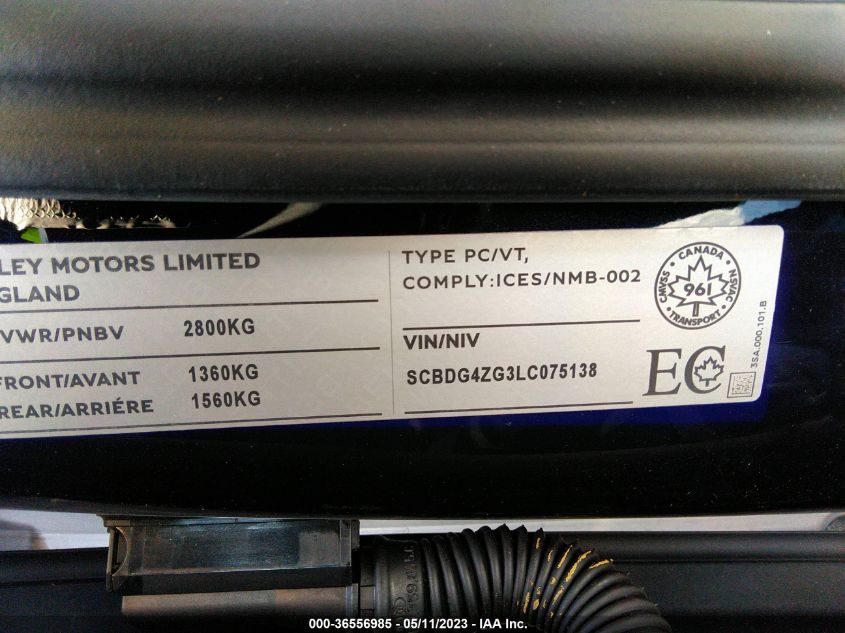 LEY MOTORS LIMITED
GLAND
VWR/PNBV 2800KG
FRONT/AVANT 1360KG
REAR/ARRIÉRE 1560KG
TYPE PC/VT,
COMPLY:ICES/NMB-002
VIN/NIV
SCBDG4ZG3LC075138
CANADA
CMVSS
NSVAC
961
TRANSPORT
EC
3SA.000.101.B
000-36556985 - 05/11/2023 - IAA Inc.